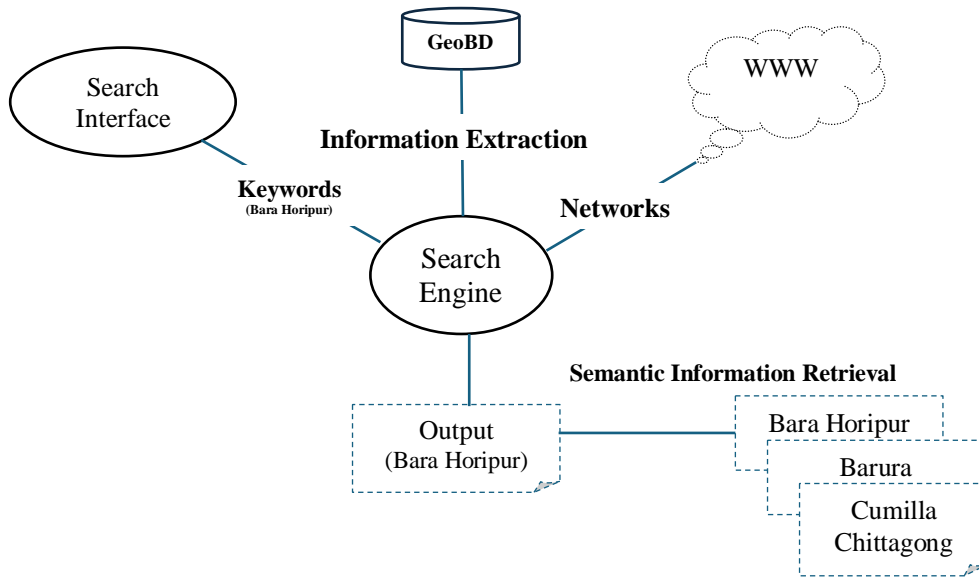 GeoBD
WWW
Search
Interface
Information Extraction
Keywords
(Bara Horipur)
Networks
Search
Engine
Semantic Information Retrieval
Output
(Bara Horipur)
Bara Horipur
Barura
Cumilla
Chittagong